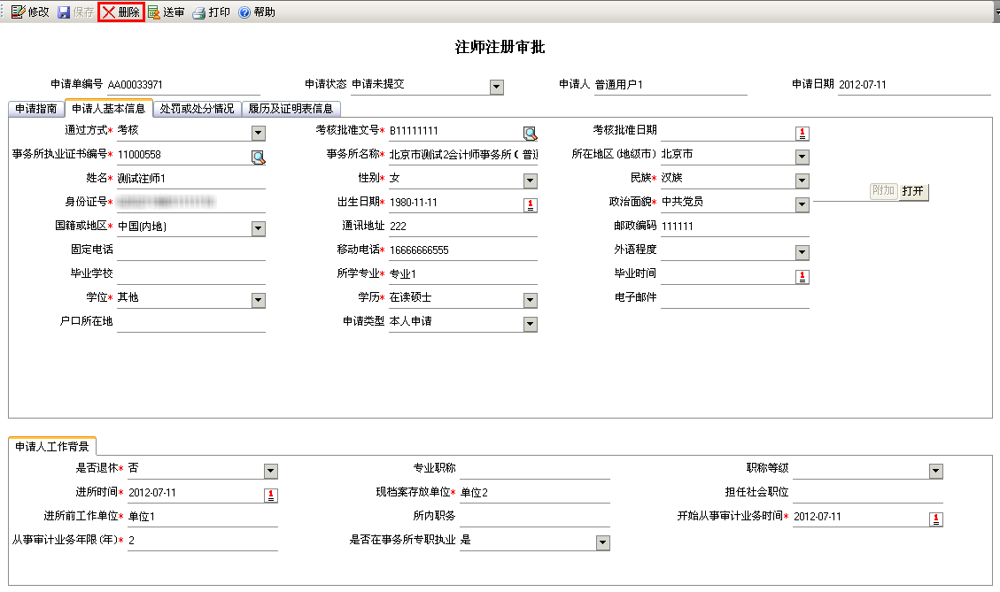 修改 保存 删除 送审 打印 帮助
注师注册审批
申请单编号 AA00033971 申请状态 申请未提交 申请人 普通用户1 申请日期 2012-07-11
申请指南 申请人基本信息 处罚或处分情况 履历及证明表信息
通过方式* 考核 考核批准文号* B11111111 考核批准日期
事务所执业证书编号* 11000558 事务所名称* 北京市测试2会计师事务所（普通 所在地区(地级市) 北京市
姓名* 测试注师1 性别* 女 民族* 汉族
附加 打开
身份证号* 出生日期* 1980-11-11 政治面貌* 中共党员
国籍或地区* 中国(内地) 通讯地址 222 邮政编码 111111
固定电话 移动电话* 16666666555 外语程度
毕业学校 所学专业* 专业1 毕业时间
学位* 其他 学历* 在读硕士 电子邮件
户口所在地 申请类型 本人申请
申请人工作背景
是否退休* 否 专业职称 职称等级
进所时间* 2012-07-11 现档案存放单位* 单位2 担任社会职位
进所前工作单位* 单位1 所内职务 开始从事审计业务时间* 2012-07-11
从事审计业务年限(年)* 2 是否在事务所专职执业 是